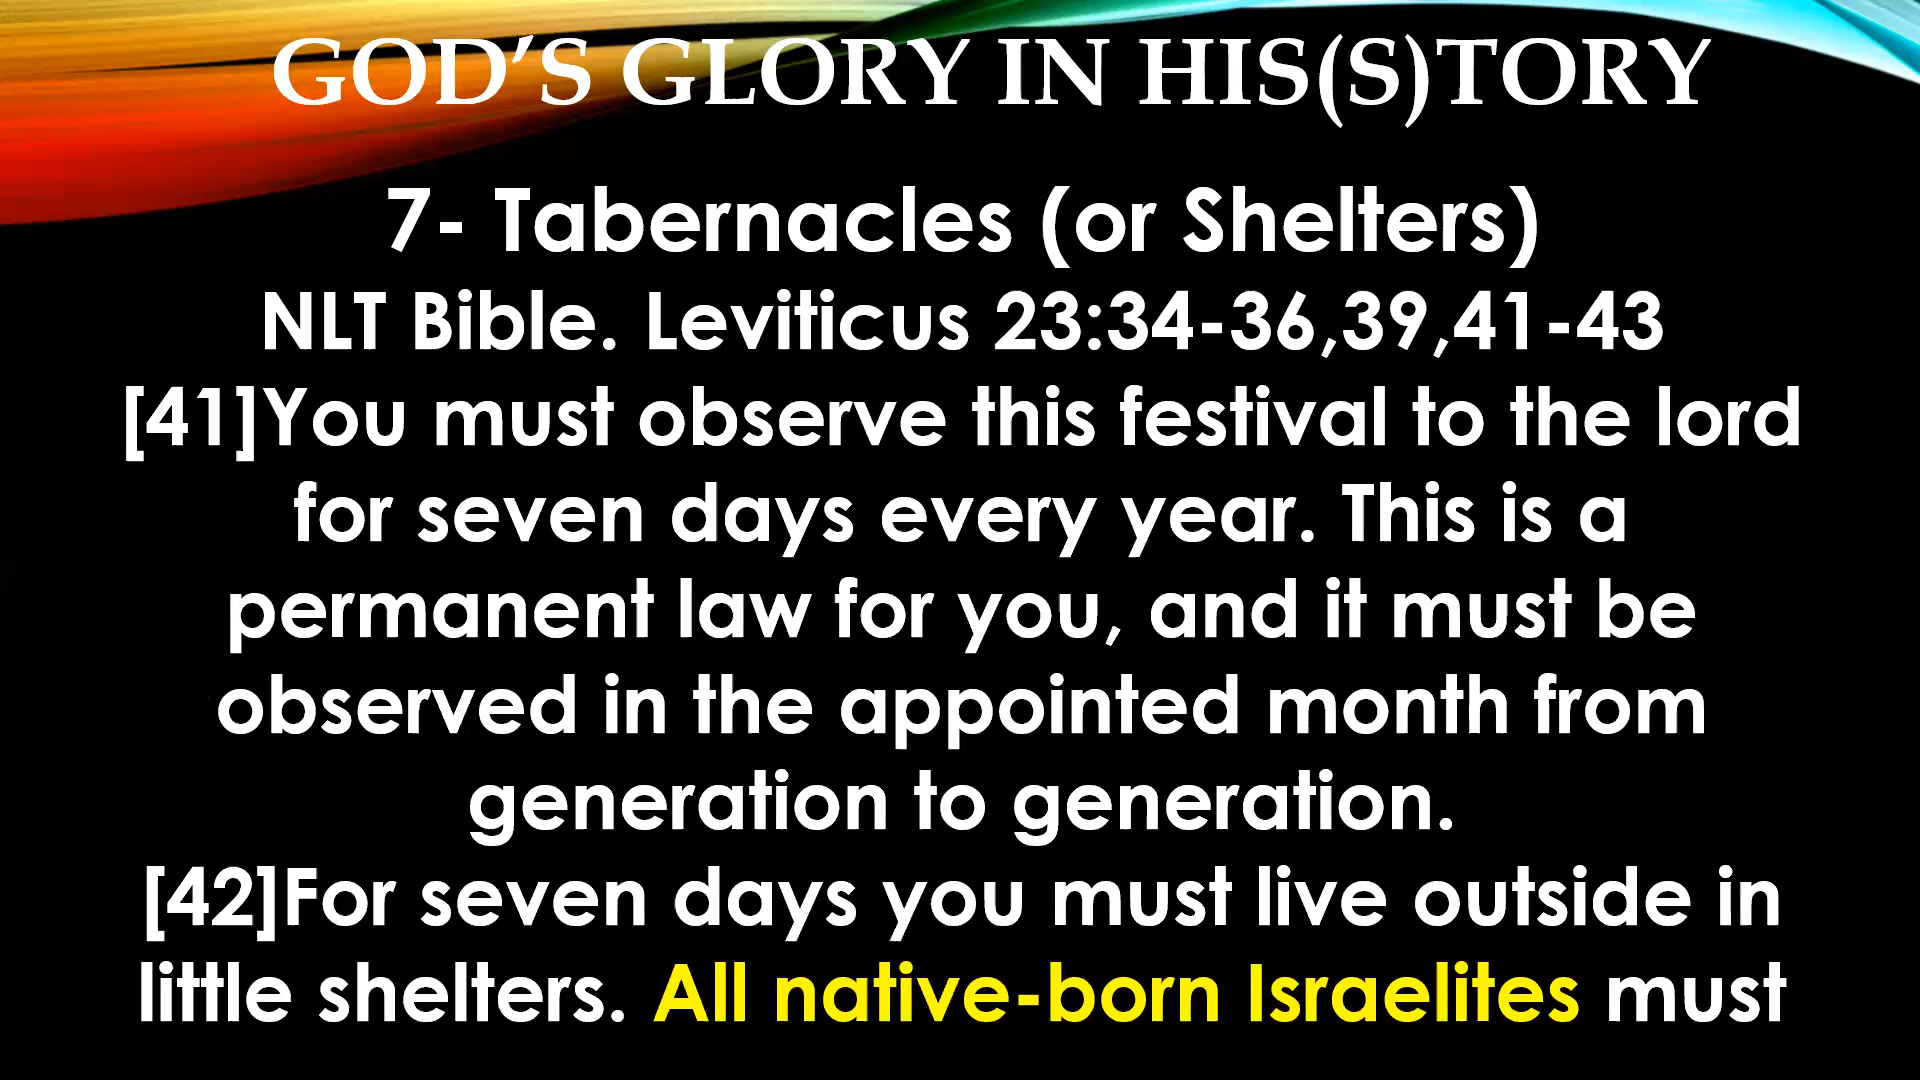 GOD’S GLORY IN HIS(S)TORY
7- Tabernacles (or Shelters)
NLT Bible. Leviticus 23:34-36,39,41-43
[41]You must observe this festival to the lord
for seven days every year. This is a
permanent law for you, and it must be
observed in the appointed month from
generation to generation.
[42]For seven days you must live outside in
little shelters. All native-born Israelites must